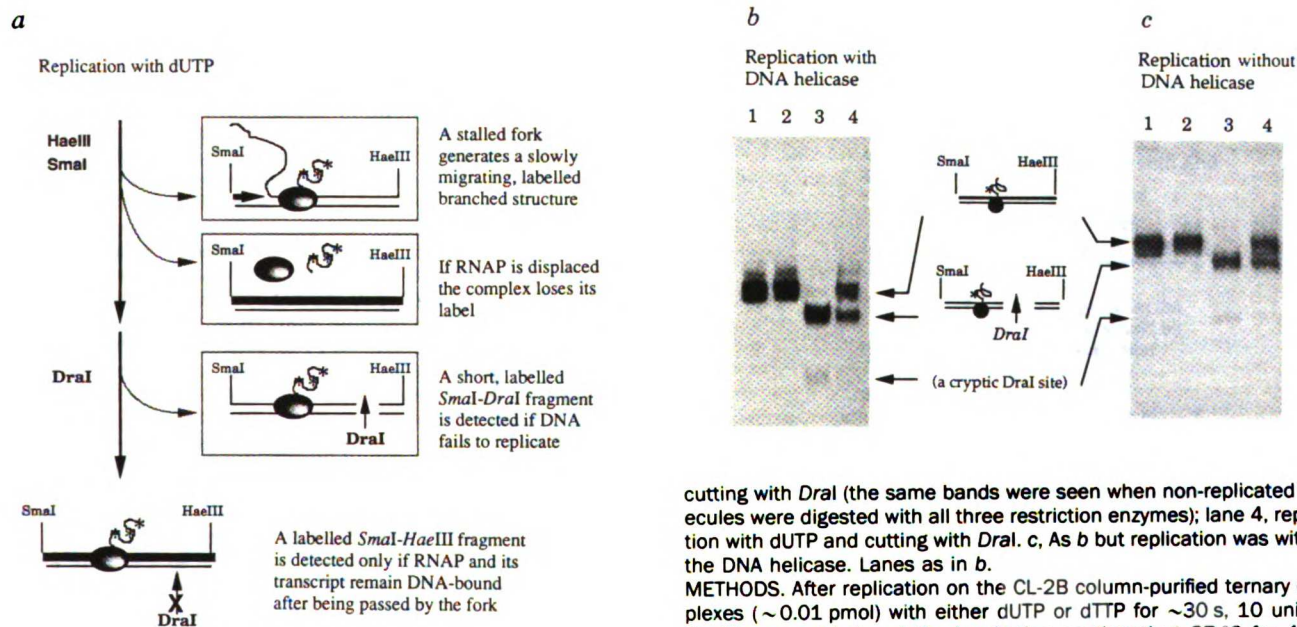 a
Replication with dUTP
HaeIII
SmaI
SmaI
HaeIII
A stalled fork
generates a slowly
migrating, labelled
branched structure
SmaI
HaeIII
If RNAP is displaced
the complex loses its
label
DraI
SmaI
HaeIII
DraI
A short, labelled
SmaI-DraI fragment
is detected if DNA
fails to replicate
SmaI
HaeIII
X
DraI
A labelled SmaI-HaeIII fragment
is detected only if RNAP and its
transcript remain DNA-bound
after being passed by the fork
b
Replication with
DNA helicase
1 2 3 4
SmaI
HaeIII
SmaI
HaeIII
DraI
(a cryptic DraI site)
c
Replication without
DNA helicase
1 2 3 4
cutting with DraI (the same bands were seen when non-replicated
ecules were digested with all three restriction enzymes); lane 4, rep
tion with dUTP and cutting with DraI. c, As b but replication was wit
the DNA helicase. Lanes as in b.
METHODS. After replication on the CL-2B column-purified ternary
plexes (~0.01 pmol) with either dUTP or dTTP for ~30 s, 10 uni